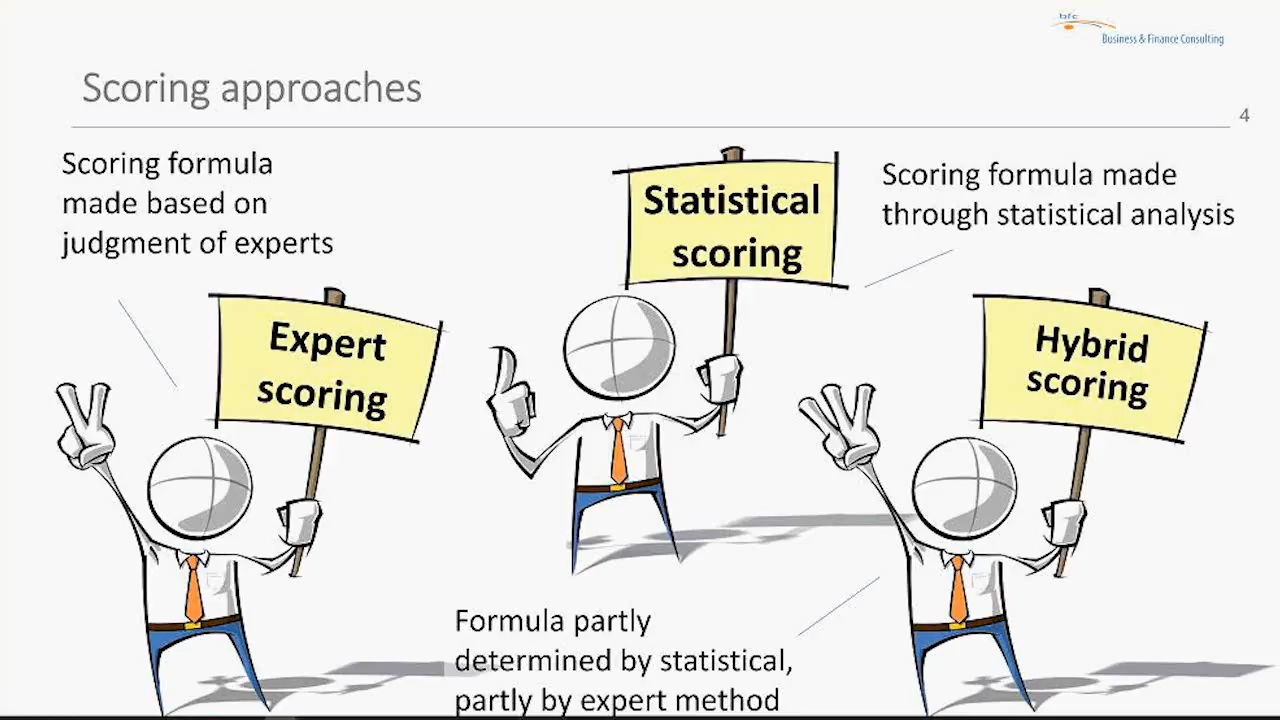 bfc
Business & Finance Consulting
Scoring approaches
4
Scoring formula
made based on
judgment of experts
Expert
scoring
Statistical
scoring
Scoring formula made
through statistical analysis
Hybrid
scoring
Formula partly
determined by statistical,
partly by expert method